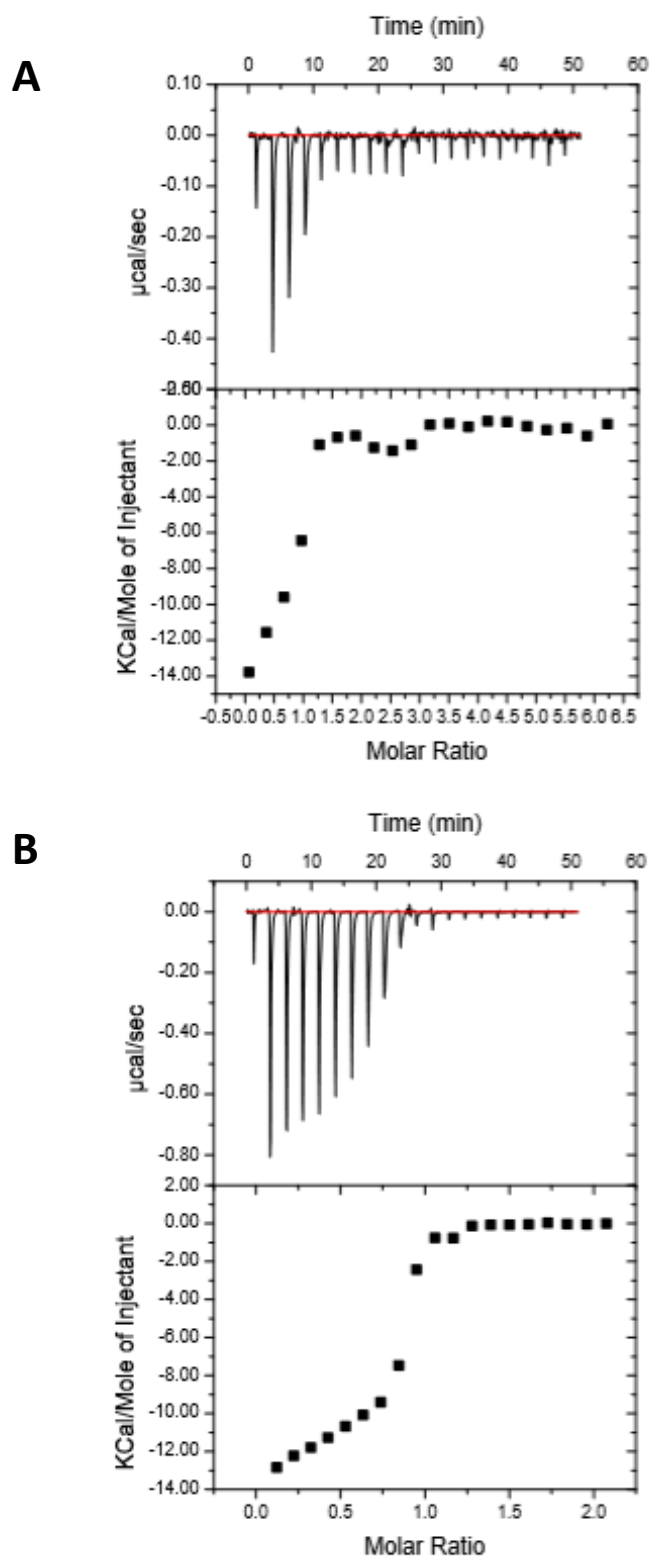 A
Time (min)
0 10 20 30 40 50 60
0.10
0.00
-0.10
-0.20
-0.30
-0.40
µcal/sec
0.00
-2.00
-4.00
-6.00
-8.00
-10.00
-12.00
-14.00
KCal/Mole of Injectant
-0.5 0.0 0.5 1.0 1.5 2.0 2.5 3.0 3.5 4.0 4.5 5.0 5.5 6.0 6.5
Molar Ratio
B
Time (min)
0 10 20 30 40 50 60
0.00
-0.20
-0.40
-0.60
-0.80
µcal/sec
2.00
0.00
-2.00
-4.00
-6.00
-8.00
-10.00
-12.00
-14.00
KCal/Mole of Injectant
0.0 0.5 1.0 1.5 2.0
Molar Ratio